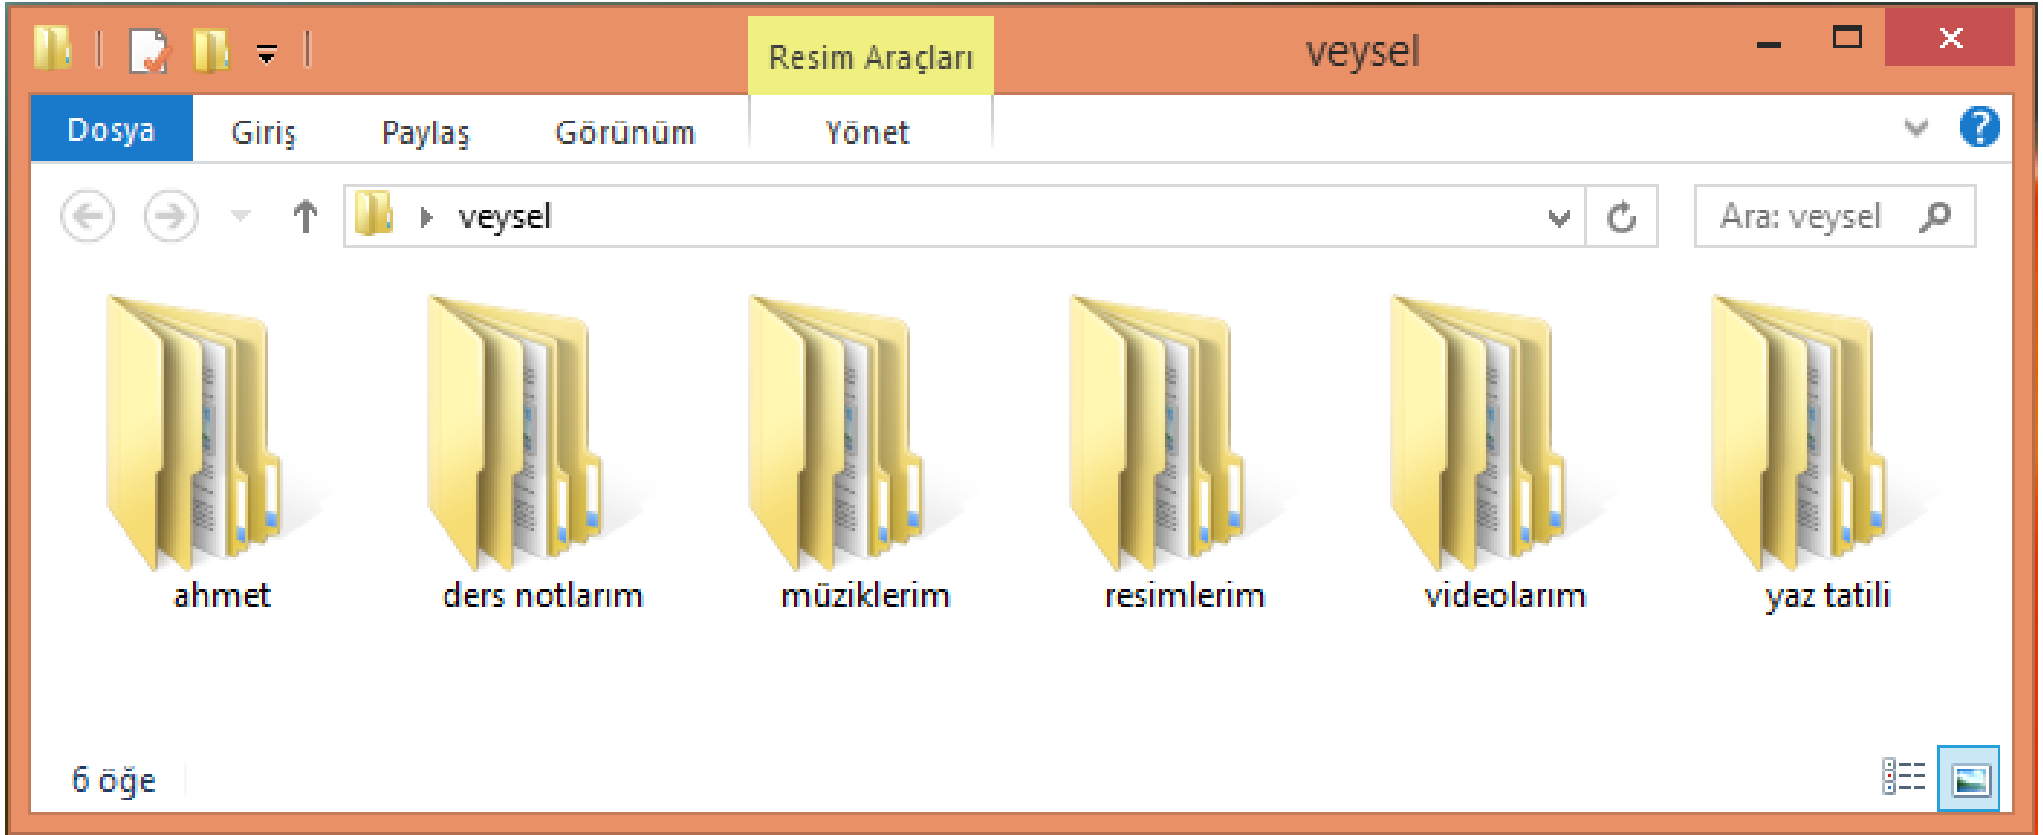 Resim Araçları
veysel
Dosya Giriş Paylaş Görünüm Yönet
veysel
Ara: veysel
ahmet ders notlarım müziklerim resimlerim videolarım yaz tatili
6 öğe